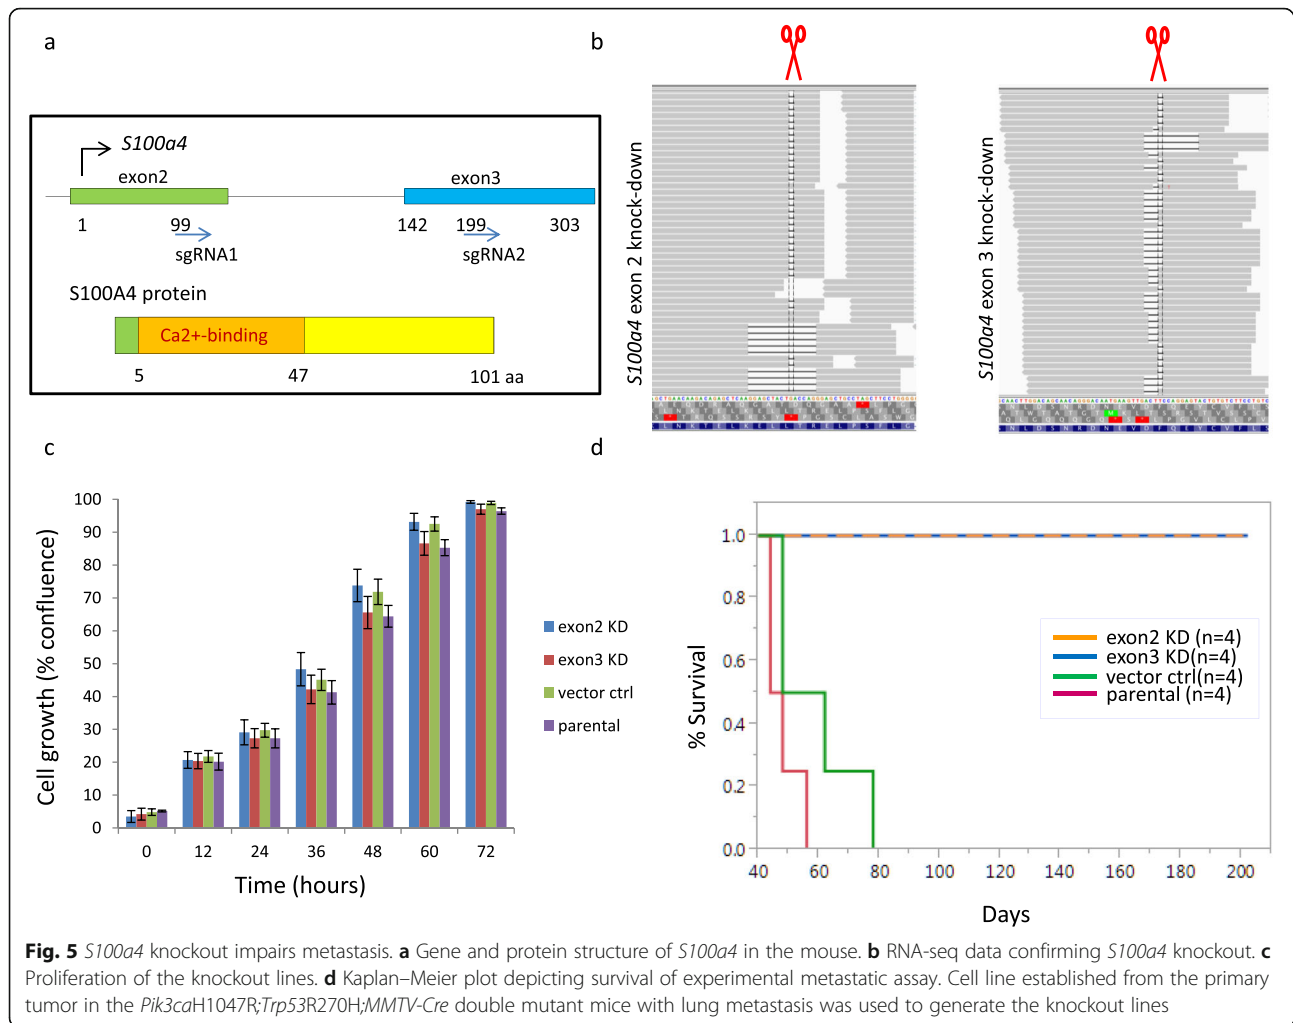 a
S100a4
exon2
exon3
1
99
142
199
303
sgRNA1
sgRNA2
S100A4 protein
Ca2+-binding
5
47
101 aa
b
S100a4 exon 2 knock-down
S100a4 exon 3 knock-down
c
Cell growth (% confluence)
100
90
80
70
60
50
40
30
20
10
0
0 12 24 36 48 60 72
Time (hours)
exon2 KD
exon3 KD
vector ctrl
parental
d
% Survival
1.0
0.8
0.6
0.4
0.2
0.0
40 60 80 100 120 140 160 180 200
Days
exon2 KD (n=4)
exon3 KD(n=4)
vector ctrl(n=4)
parental (n=4)
Fig. 5 S100a4 knockout impairs metastasis. a Gene and protein structure of S100a4 in the mouse. b RNA-seq data confirming S100a4 knockout. c
Proliferation of the knockout lines. d Kaplan–Meier plot depicting survival of experimental metastatic assay. Cell line established from the primary
tumor in the Pik3caH1047R;Trp53R270H;MMTV-Cre double mutant mice with lung metastasis was used to generate the knockout lines